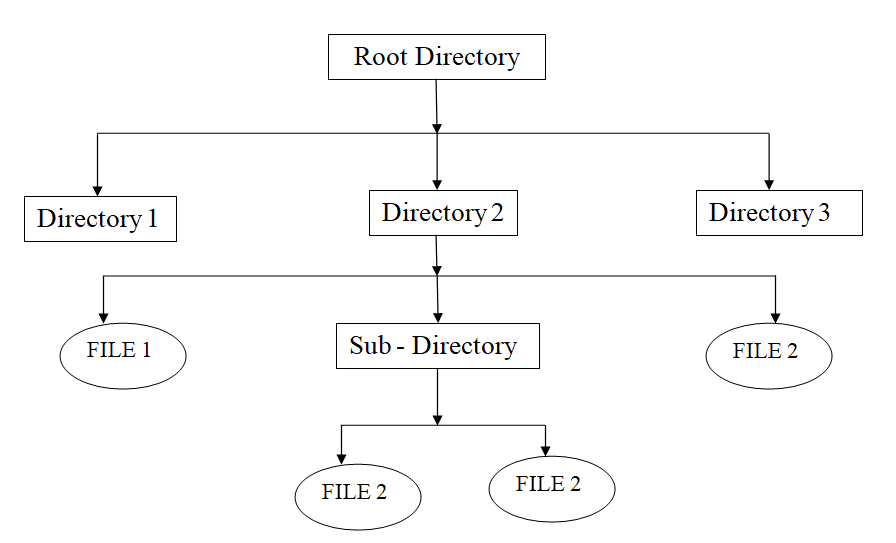 Root Directory
Directory 1
Directory 2
Directory 3
FILE 1
Sub - Directory
FILE 2
FILE 2
FILE 2